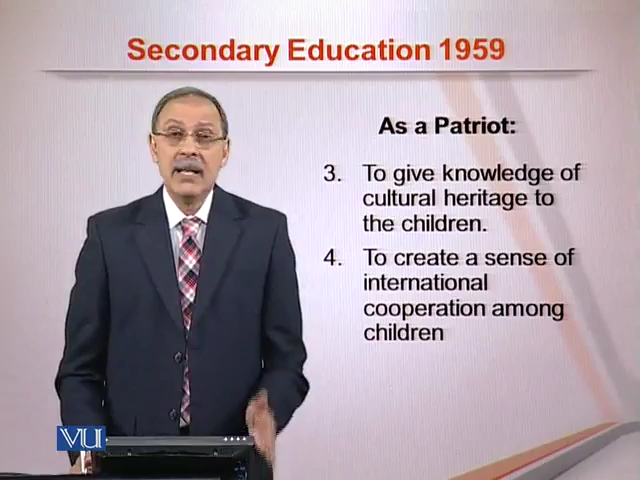 Secondary Education 1959
As a Patriot:
3. To give knowledge of
cultural heritage to
the children.
4. To create a sense of
international
cooperation among
children
VU